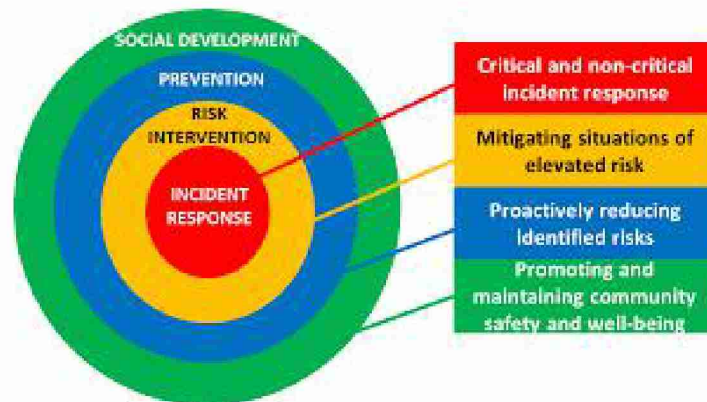 SOCIAL DEVELOPMENT
PREVENTION
RISK
INTERVENTION
INCIDENT
RESPONSE
Critical and non-critical
incident response
Mitigating situations of
elevated risk
Proactively reducing
identified risks
Promoting and
maintaining community
safety and well-being